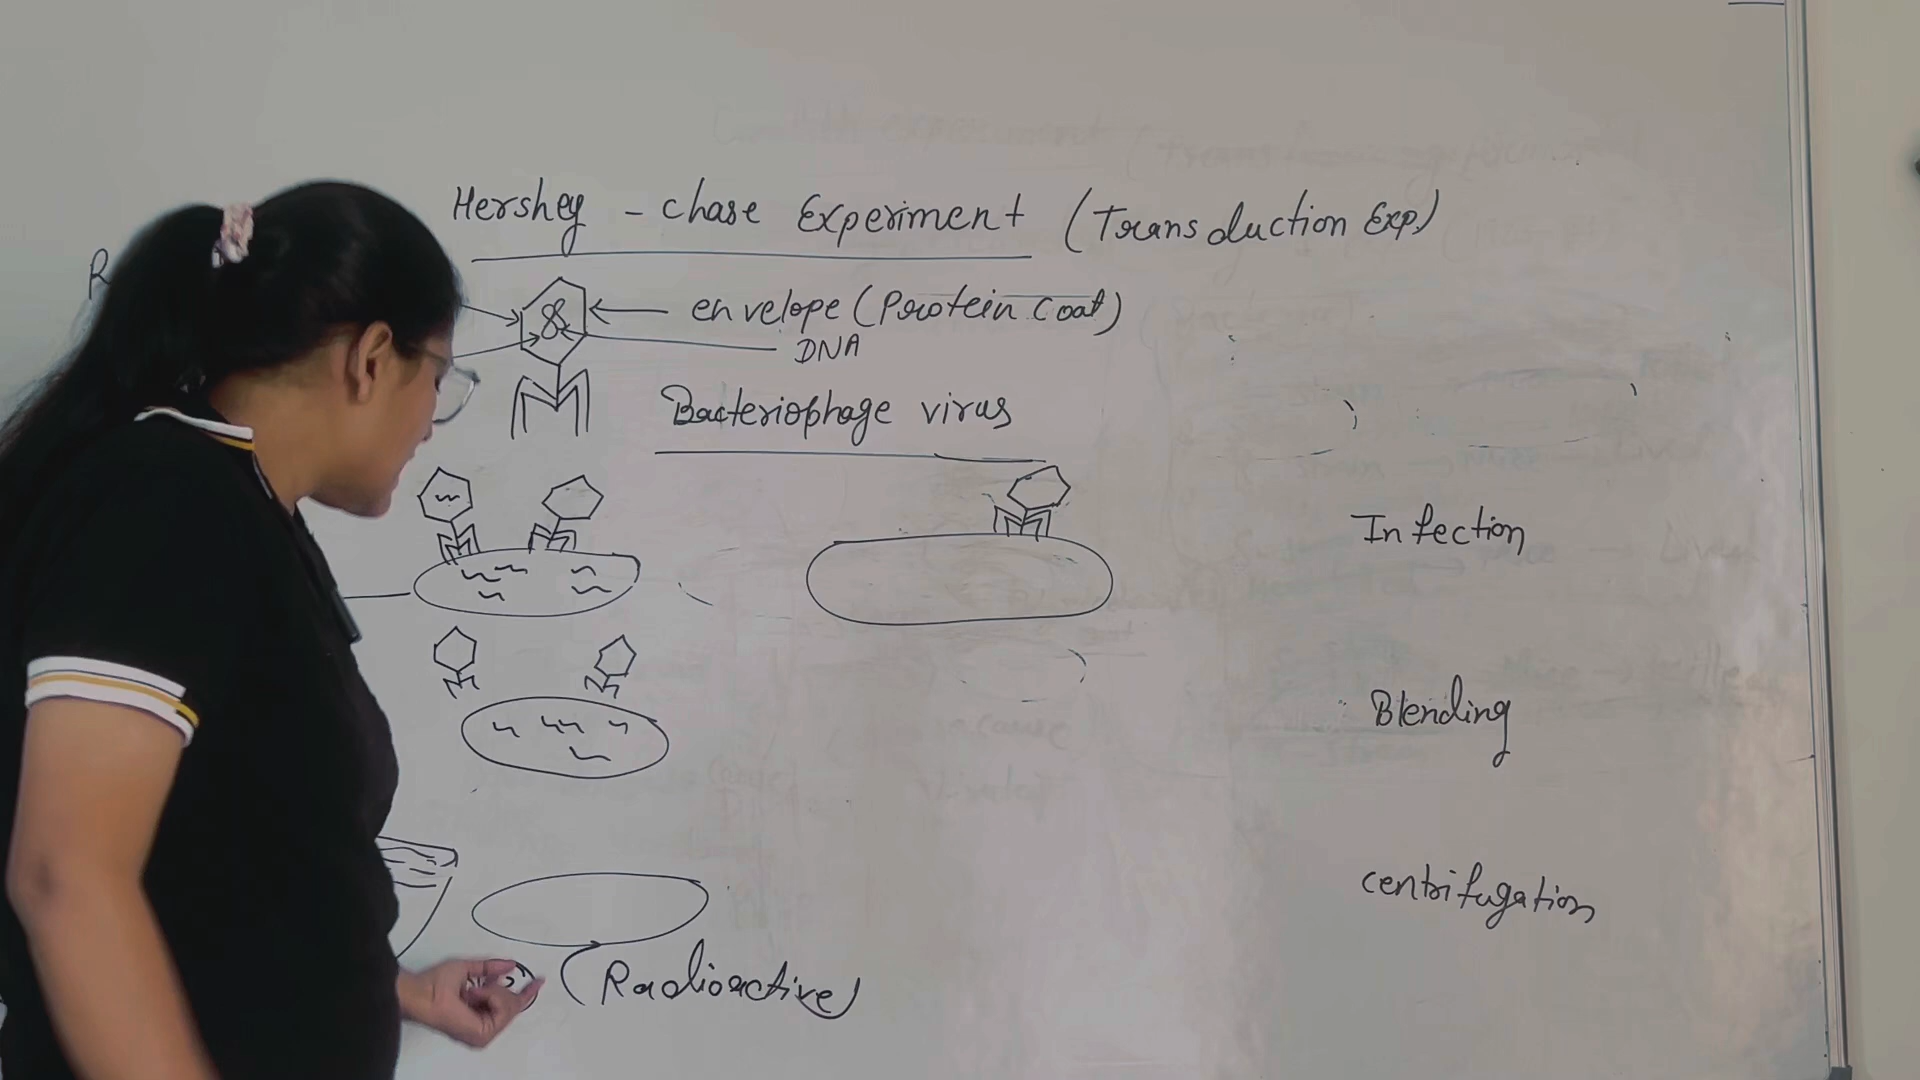 Hershey - chase Experiment (Transduction Exp.)
R
envelope (Protein coat)
DNA
Bacteriophage virus
Infection
Blending
centrifugation
(Radioactive)